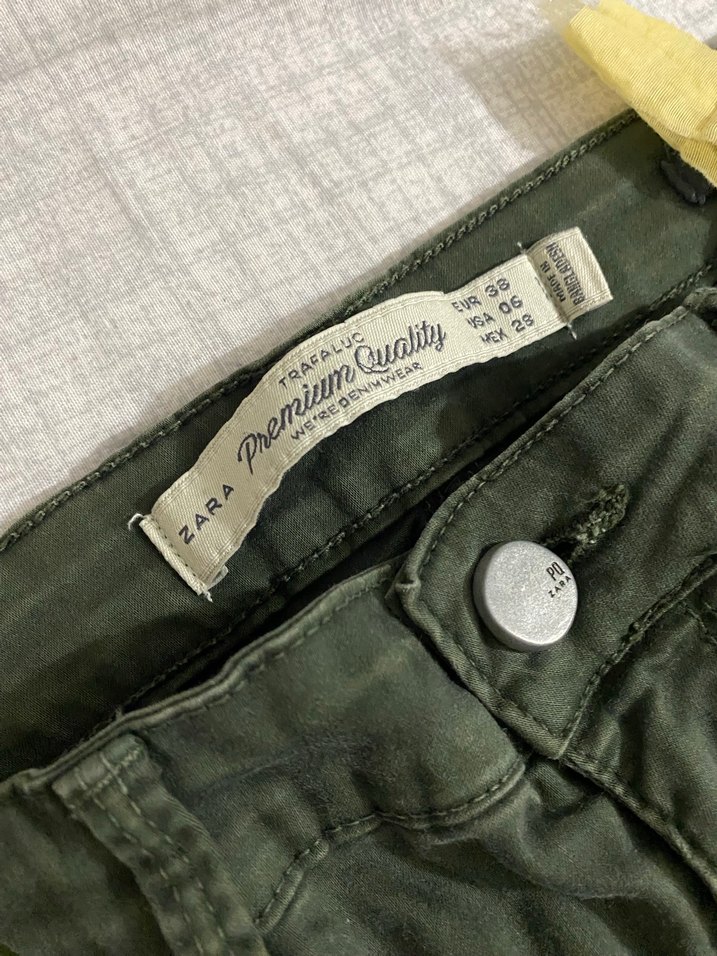 ZARA
TRAFALUC
Premium Quality
WE'RE DENIMWEAR
EUR 38
USA 06
MEX 28
MADE IN
BANGLADESH
PQ
ZARA